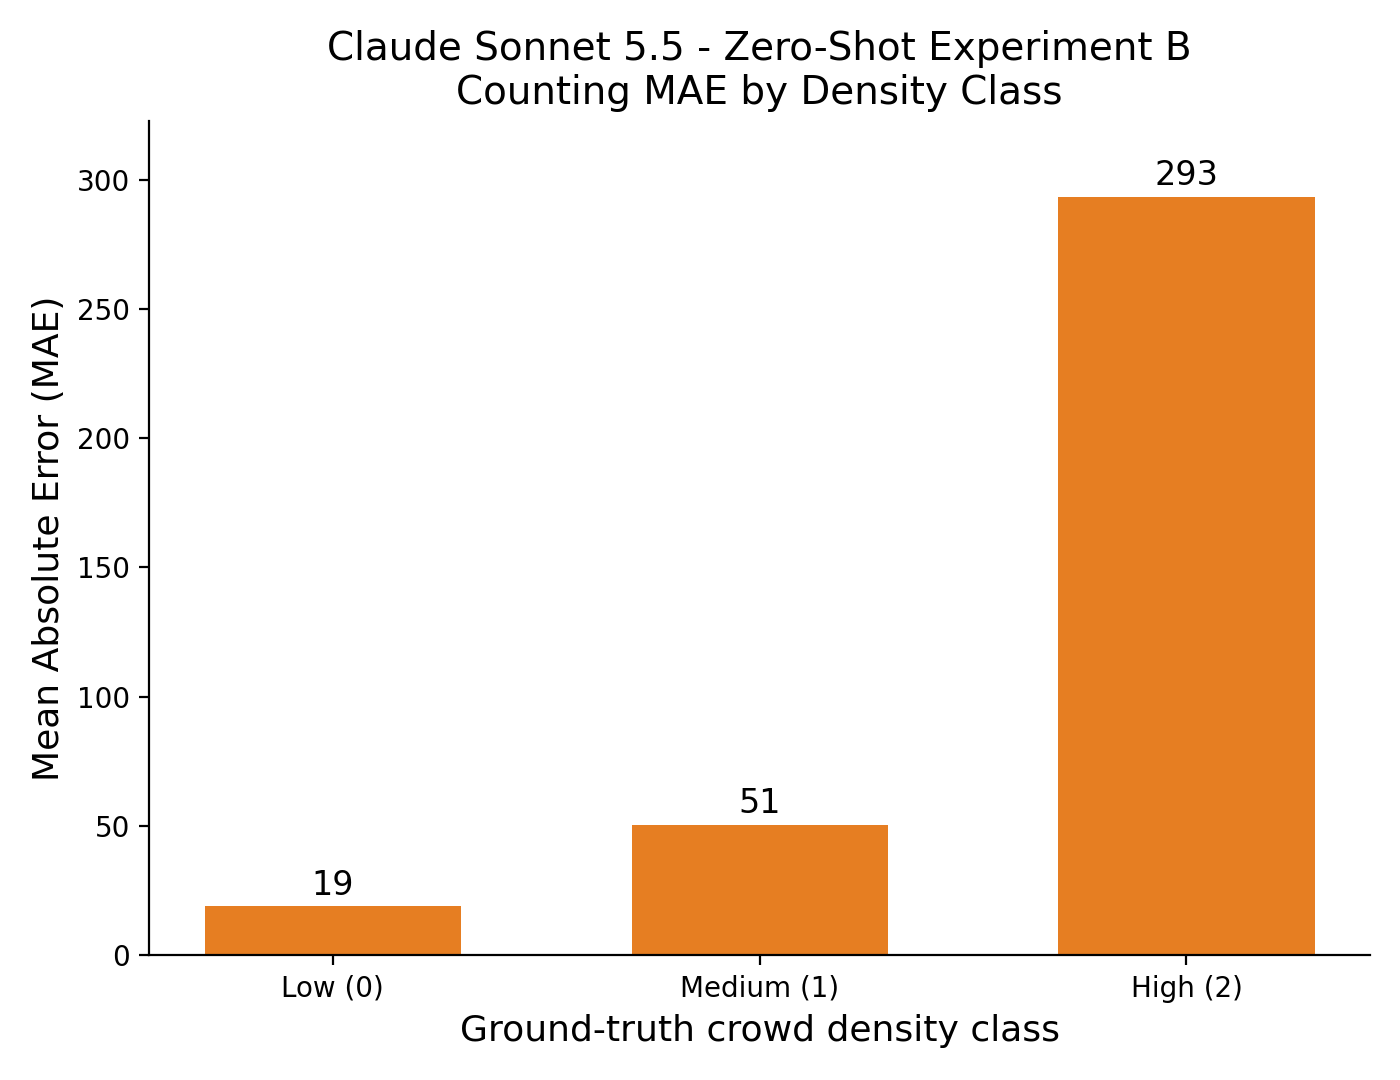 Claude Sonnet 5.5 - Zero-Shot Experiment B
Counting MAE by Density Class
Mean Absolute Error (MAE)
300
250
200
150
100
50
0
19
51
293
Low (0)
Medium (1)
High (2)
Ground-truth crowd density class